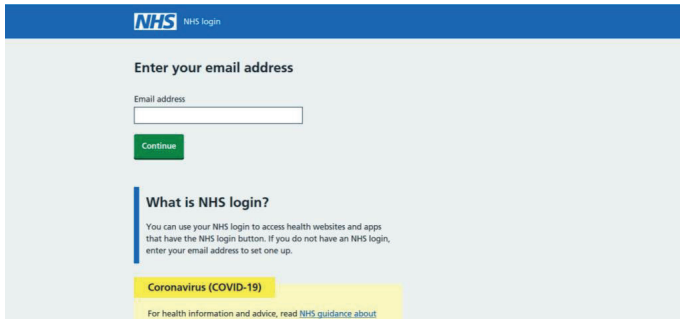 NHS NHS login
Enter your email address
Email address
Continue
What is NHS login?
You can use your NHS login to access health websites and apps
that have the NHS login button. If you do not have an NHS login,
enter your email address to set one up.
Coronavirus (COVID-19)
For health information and advice, read NHS guidance about